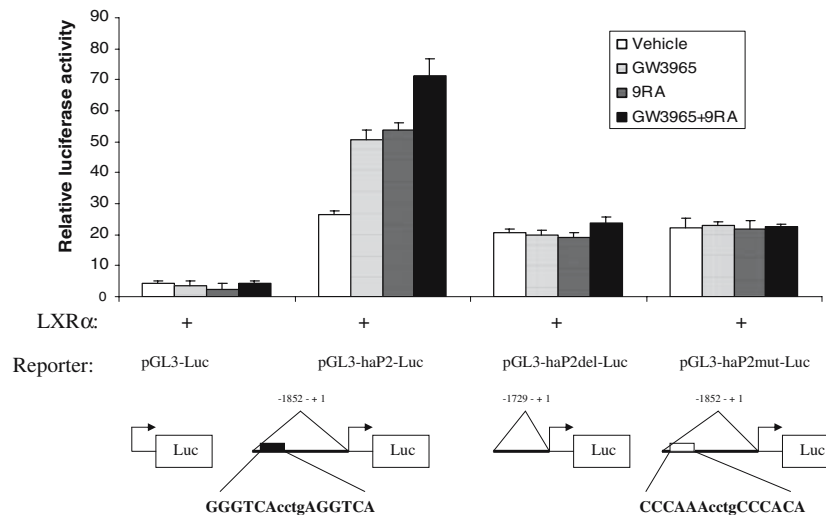 Relative luciferase activity
90
80
70
60
50
40
30
20
10
0
Vehicle
GW3965
9RA
GW3965+9RA
LXRα: + + + +
Reporter: pGL3-Luc pGL3-haP2-Luc pGL3-haP2del-Luc pGL3-haP2mut-Luc
-1852 - + 1 -1729 - + 1 -1852 - + 1
Luc Luc Luc Luc
GGGTCAcctgAGGTCA CCCAAAcctgCCCACA